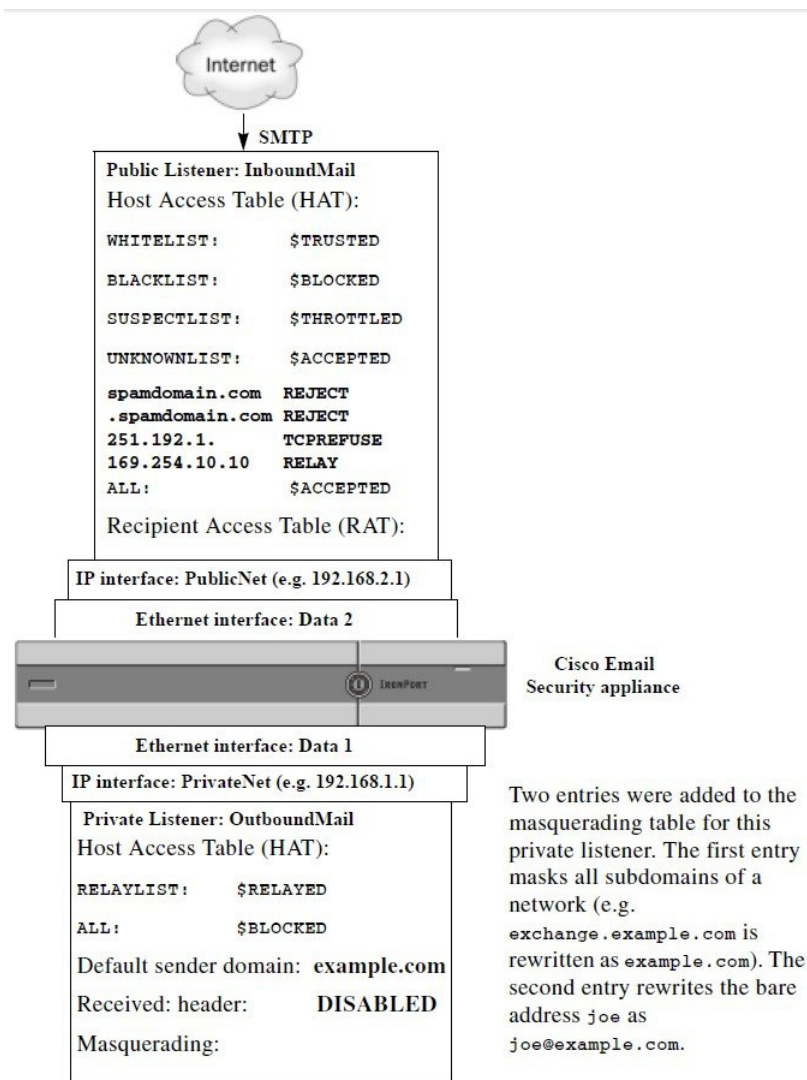 Internet
SMTP
Public Listener: InboundMail
Host Access Table (HAT):
WHITELIST: $TRUSTED
BLACKLIST: $BLOCKED
SUSPECTLIST: $THROTTLED
UNKNOWNLIST: $ACCEPTED
spamdomain.com REJECT
.spamdomain.com REJECT
251.192.1. TCPREFUSE
169.254.10.10 RELAY
ALL: $ACCEPTED
Recipient Access Table (RAT):
IP interface: PublicNet (e.g. 192.168.2.1)
Ethernet interface: Data 2
IRONPORT
Cisco Email
Security appliance
Ethernet interface: Data 1
IP interface: PrivateNet (e.g. 192.168.1.1)
Private Listener: OutboundMail
Host Access Table (HAT):
RELAYLIST: $RELAYED
ALL: $BLOCKED
Default sender domain: example.com
Received: header: DISABLED
Masquerading:
Two entries were added to the
masquerading table for this
private listener. The first entry
masks all subdomains of a
network (e.g.
exchange.example.com is
rewritten as example.com). The
second entry rewrites the bare
address joe as
joe@example.com.